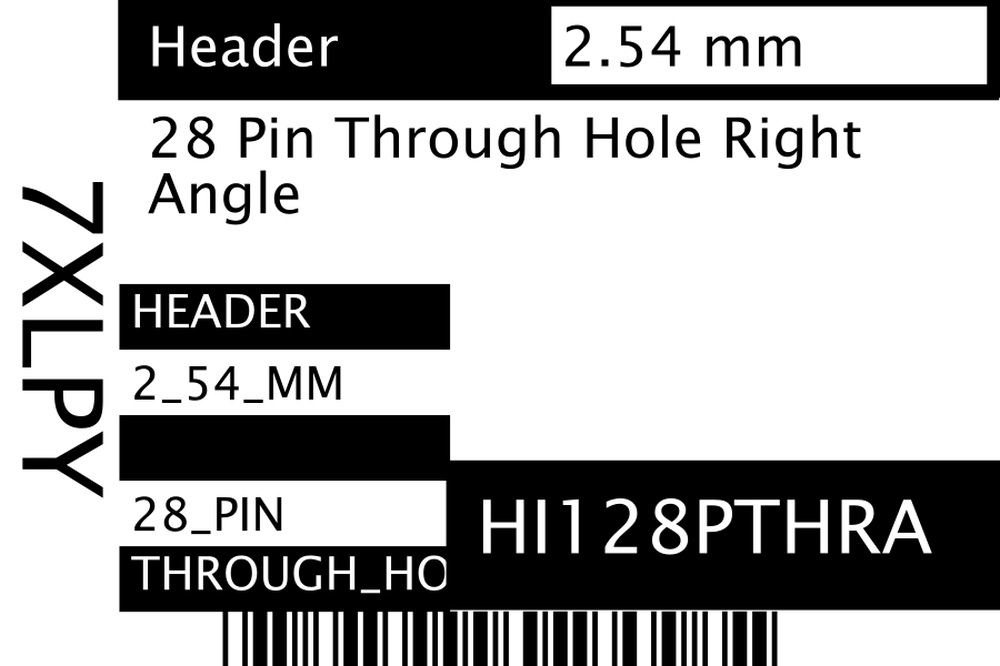 Header
2.54 mm
28 Pin Through Hole Right
Angle
7XLPY
HEADER
2_54_MM
28_PIN
THROUGH_HO
HI128PTHRA